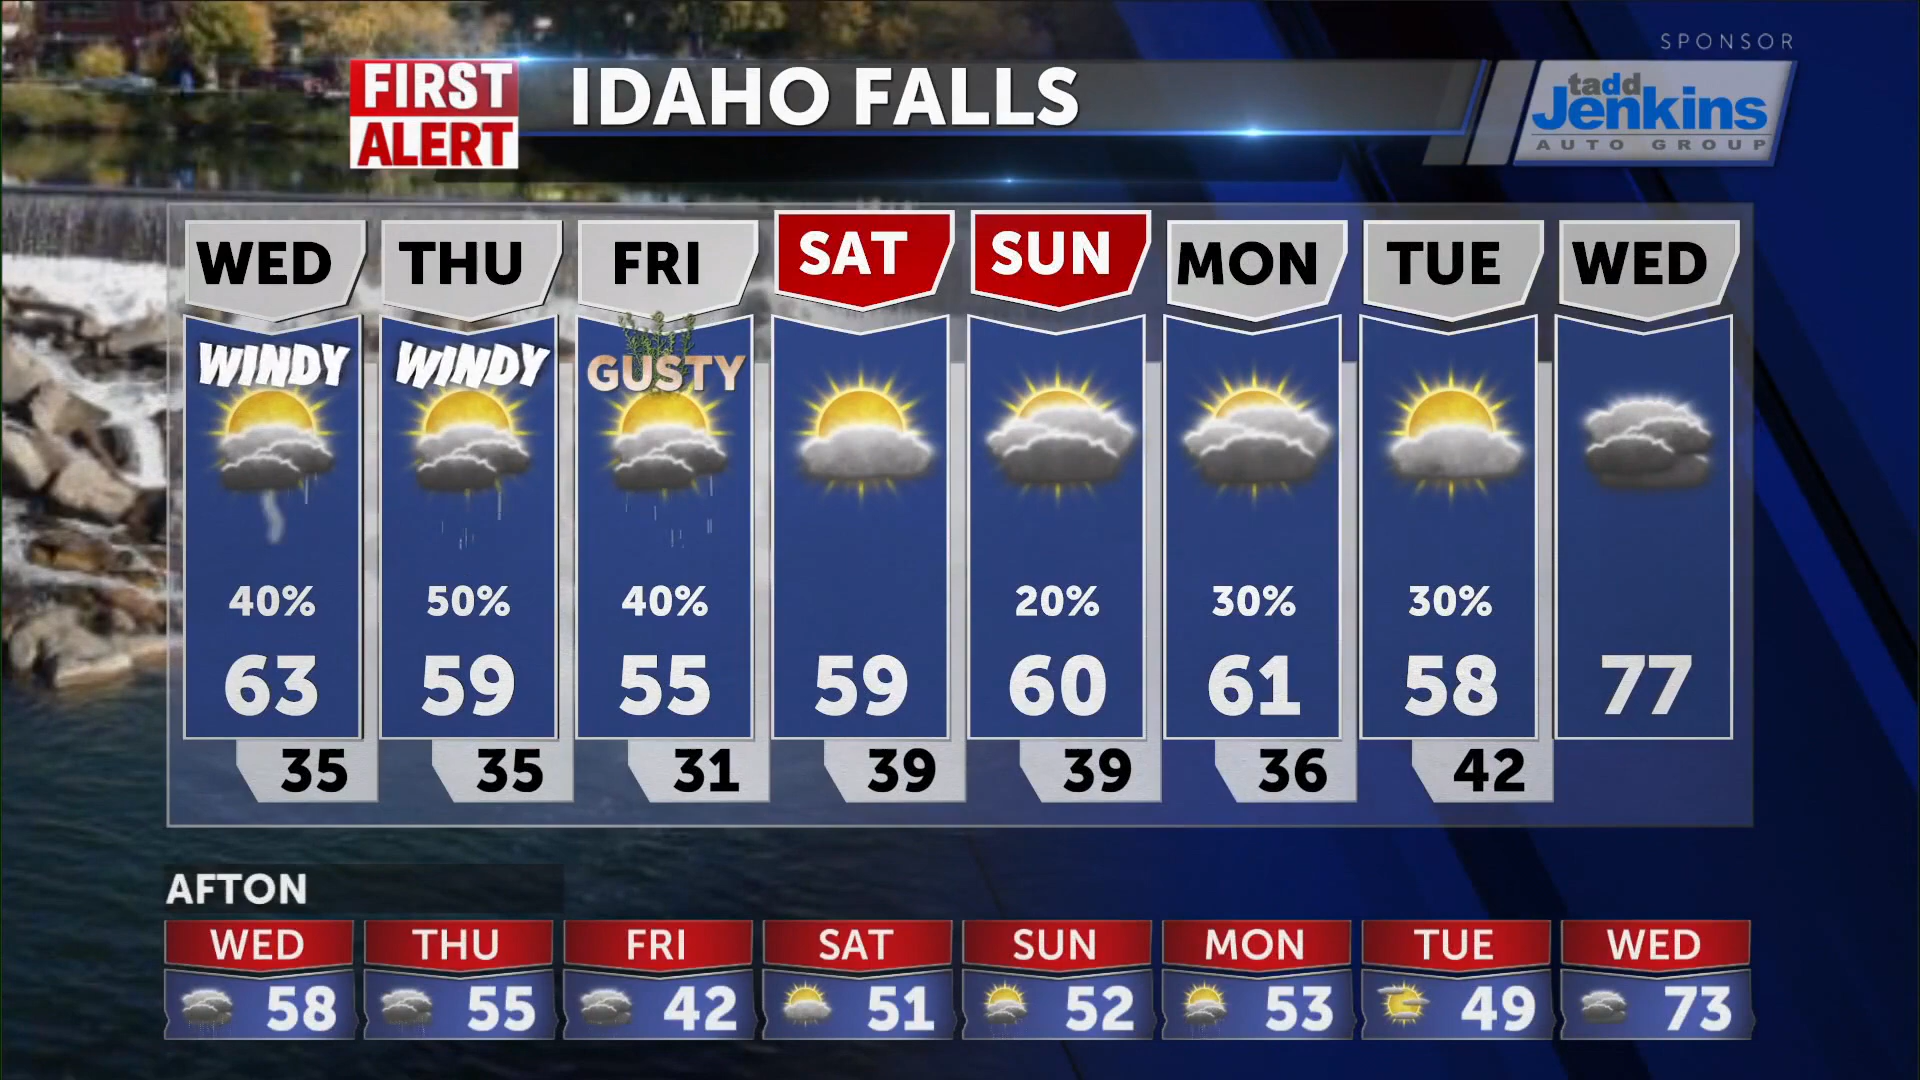 SPONSOR
FIRST
ALERT
IDAHO FALLS
tadd
Jenkins
AUTO GROUP
WED THU FRI SAT SUN MON TUE WED
WINDY WINDY GUSTY
40% 50% 40% 20% 30% 30%
63 59 55 59 60 61 58 77
35 35 31 39 39 36 42
AFTON
WED THU FRI SAT SUN MON TUE WED
58 55 42 51 52 53 49 73